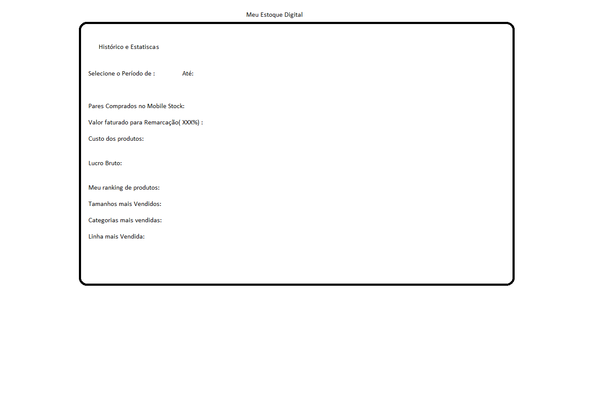 Meu Estoque Digital
Histórico e Estatiscas
Selecione o Período de : Até:
Pares Comprados no Mobile Stock:
Valor faturado para Remarcação( XXX%) :
Custo dos produtos:
Lucro Bruto:
Meu ranking de produtos:
Tamanhos mais Vendidos:
Categorias mais vendidas:
Linha mais Vendida: